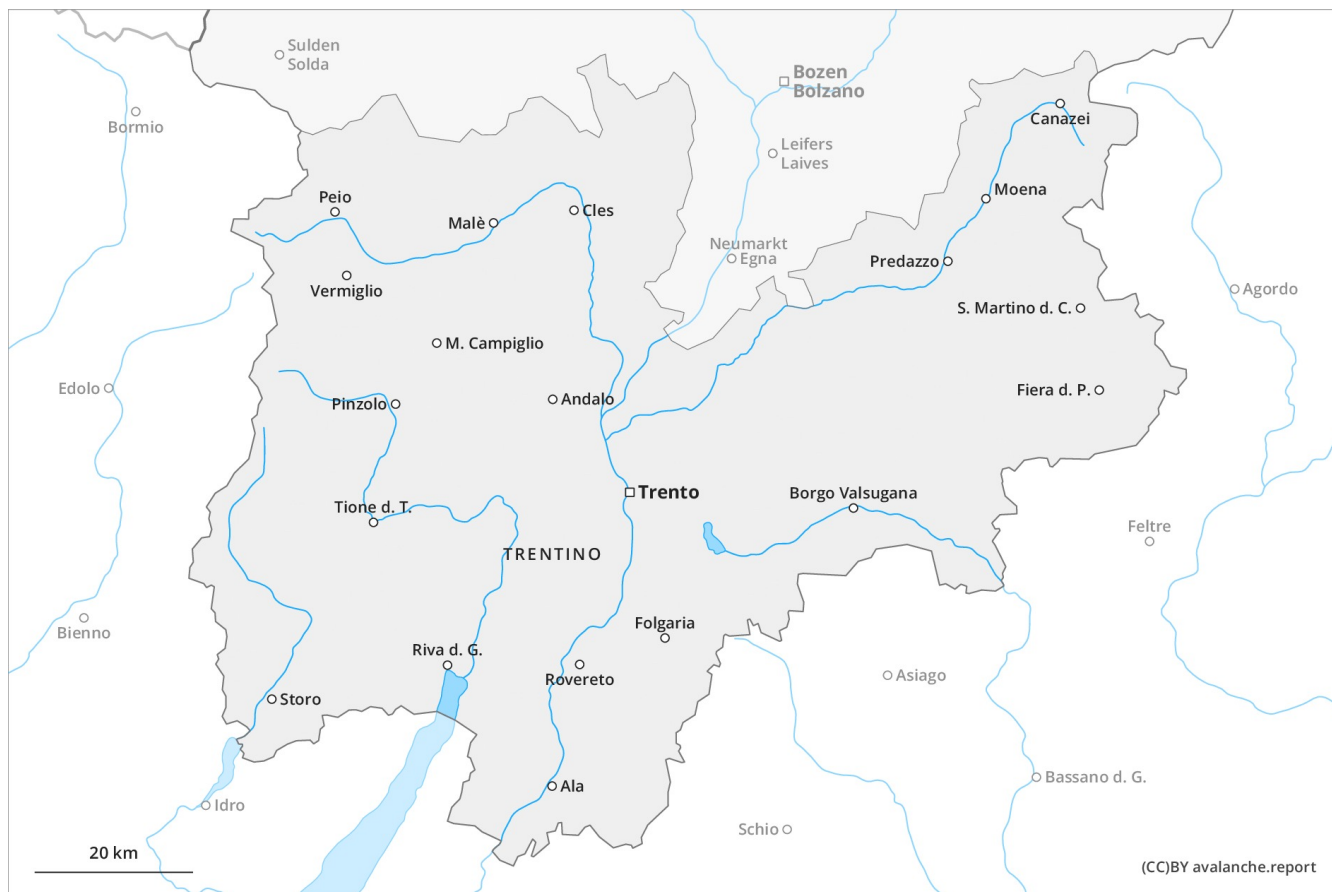 Sulden
Solda
Bozen
Bolzano
Bormio
Canazei
Leifers
Laives
Moena
Peio
Malè
Cles
Neumarkt
Egna
Predazzo
Vermiglio
Agordo
S. Martino d. C.
M. Campiglio
Edolo
Fiera d. P.
Pinzolo
Andalo
Trento
Borgo Valsugana
Tione d. T.
Feltre
TRENTINO
Bienno
Folgaria
Riva d. G.
Rovereto
Asiago
Storo
Bassano d. G.
Ala
Idro
Schio
20 km
(CC)BY avalanche.report